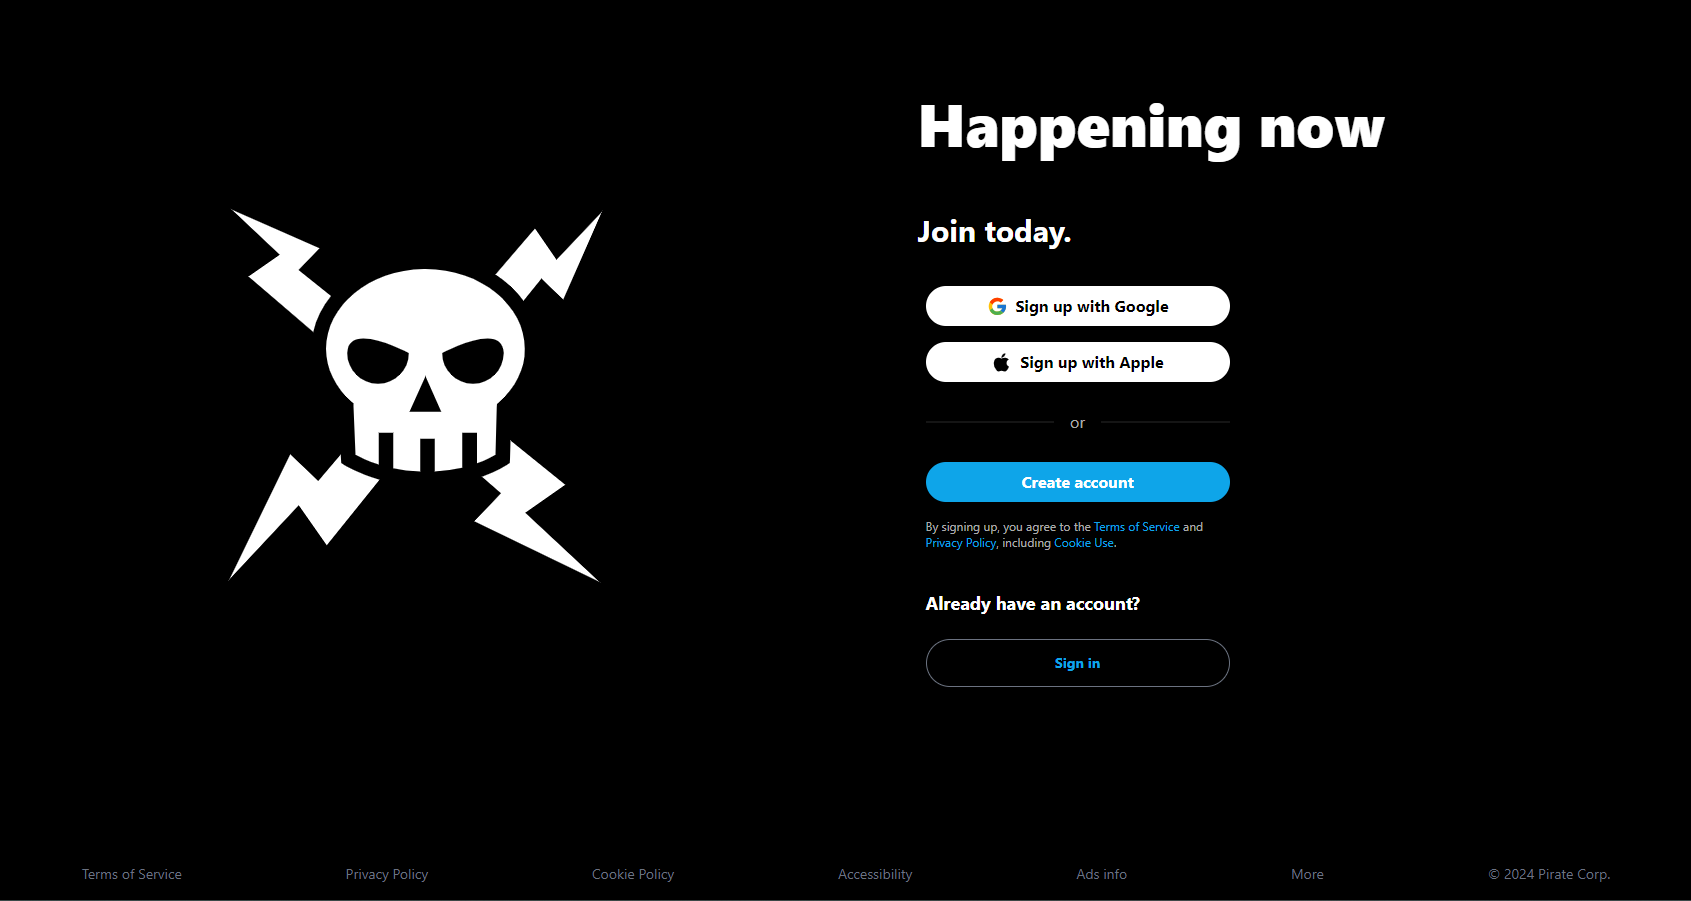 Happening now
Join today.
Sign up with Google
Sign up with Apple
or
Create account
By signing up, you agree to the Terms of Service and
Privacy Policy, including Cookie Use.
Already have an account?
Sign in
Terms of Service
Privacy Policy
Cookie Policy
Accessibility
Ads info
More
© 2024 Pirate Corp.